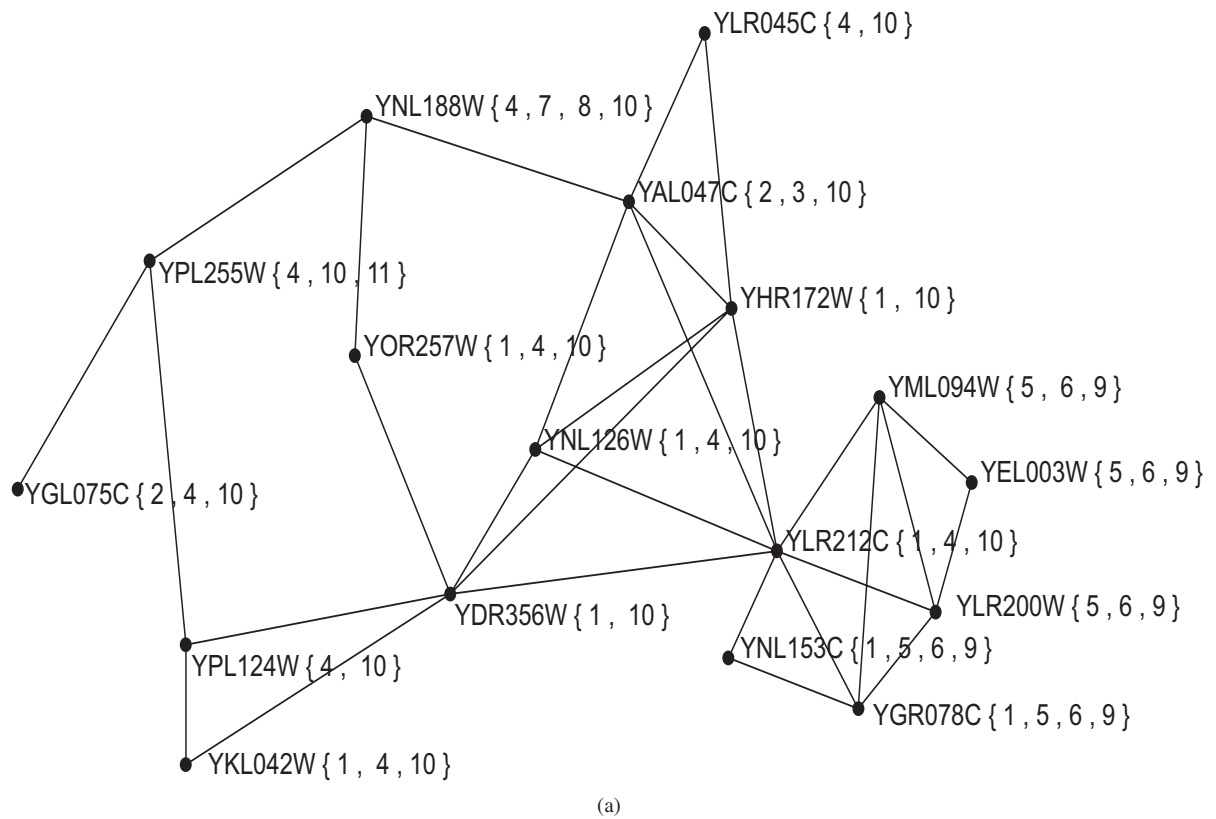 YLR045C { 4 , 10 }
YNL188W { 4 , 7 , 8 , 10 }
YAL047C { 2 , 3 , 10 }
YPL255W { 4 , 10 , 11 }
YHR172W { 1 , 10 }
YOR257W { 1 , 4 , 10 }
YML094W { 5 , 6 , 9 }
YNL126W { 1 , 4 , 10 }
YEL003W { 5 , 6 , 9 }
YGL075C { 2 , 4 , 10 }
YLR212C { 1 , 4 , 10 }
YDR356W { 1 , 10 }
YLR200W { 5 , 6 , 9 }
YNL153C { 1 , 5 , 6 , 9 }
YPL124W { 4 , 10 }
YGR078C { 1 , 5 , 6 , 9 }
YKL042W { 1 , 4 , 10 }
(a)